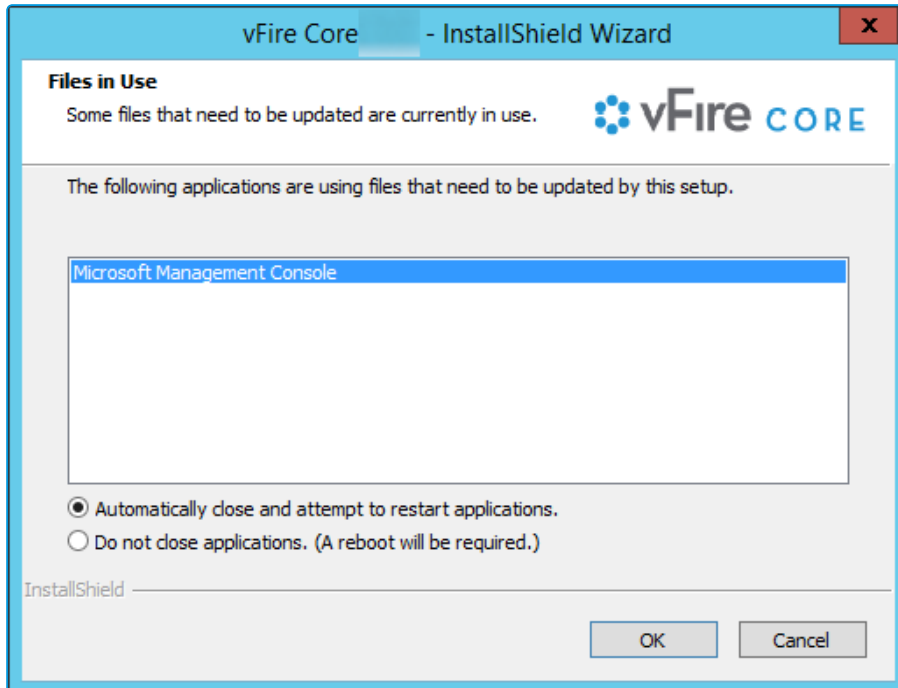 vFire Core - InstallShield Wizard
x
Files in Use
Some files that need to be updated are currently in use.
vFire CORE
The following applications are using files that need to be updated by this setup.
Microsoft Management Console
Automatically close and attempt to restart applications.
Do not close applications. (A reboot will be required.)
InstallShield
OK
Cancel